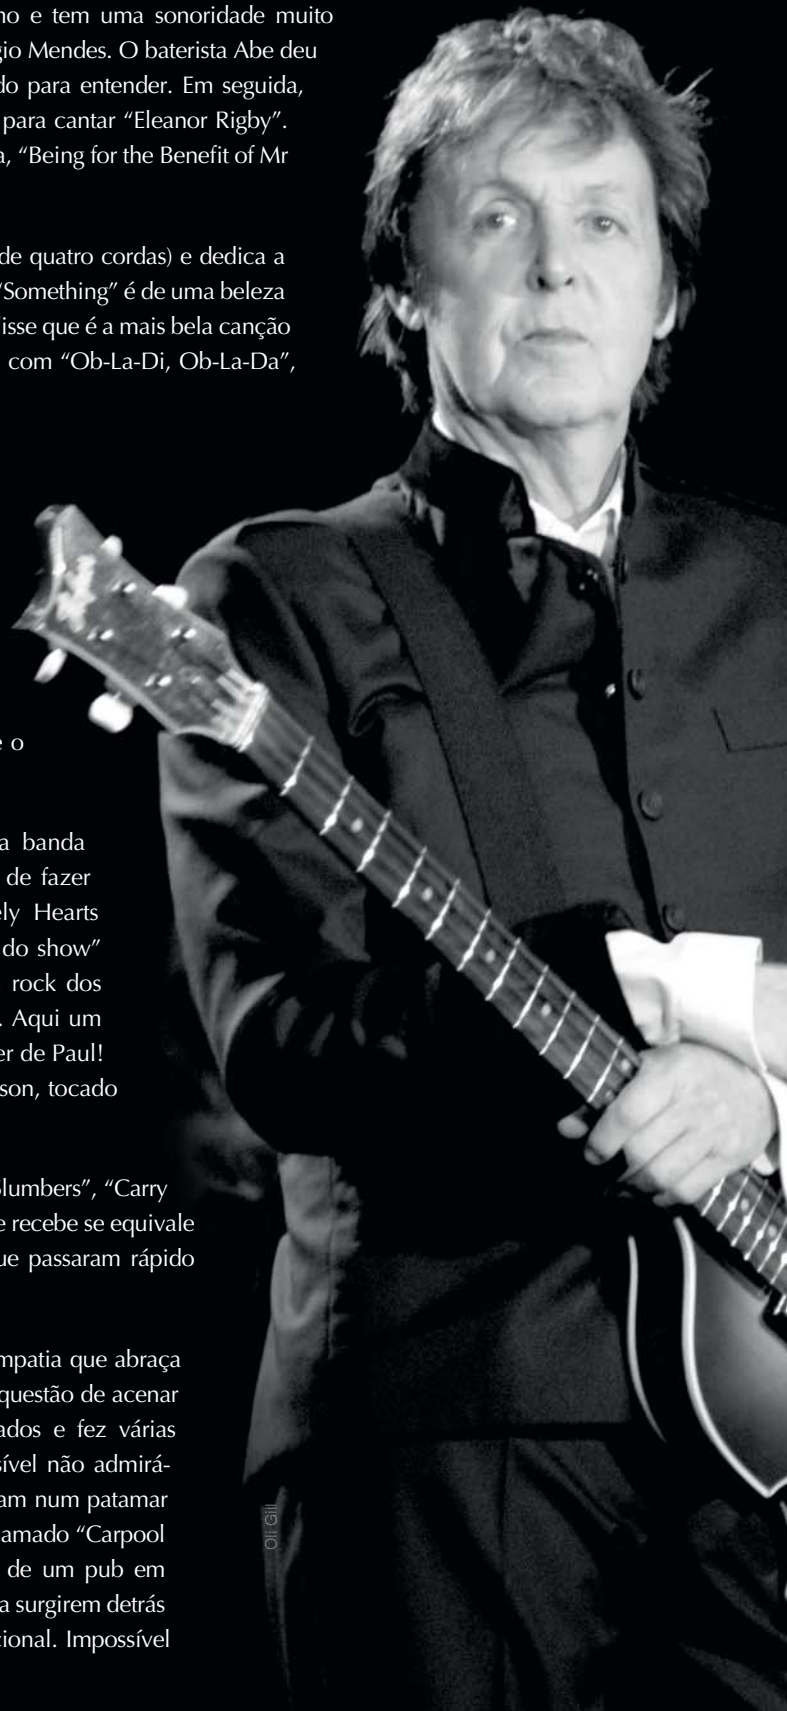 no e tem uma sonoridade muito
gio Mendes. O baterista Abe deu
do para entender. Em seguida,
para cantar “Eleanor Rigby”.
a, “Being for the Benefit of Mr
de quatro cordas) e dedica a
“Something” é de uma beleza
isse que é a mais bela canção
com “Ob-La-Di, Ob-La-Da”,
e o
a banda
de fazer
ely Hearts
do show”
rock dos
. Aqui um
er de Paul!
son, tocado
Slumbers”, “Carry
e recebe se equivale
ue passaram rápido
mpatia que abraça
questão de acenar
ados e fez várias
sível não admirá-
am num patamar
amado “Carpool
de um pub em
a surgirem detrás
cional. Impossível
Oli Gill